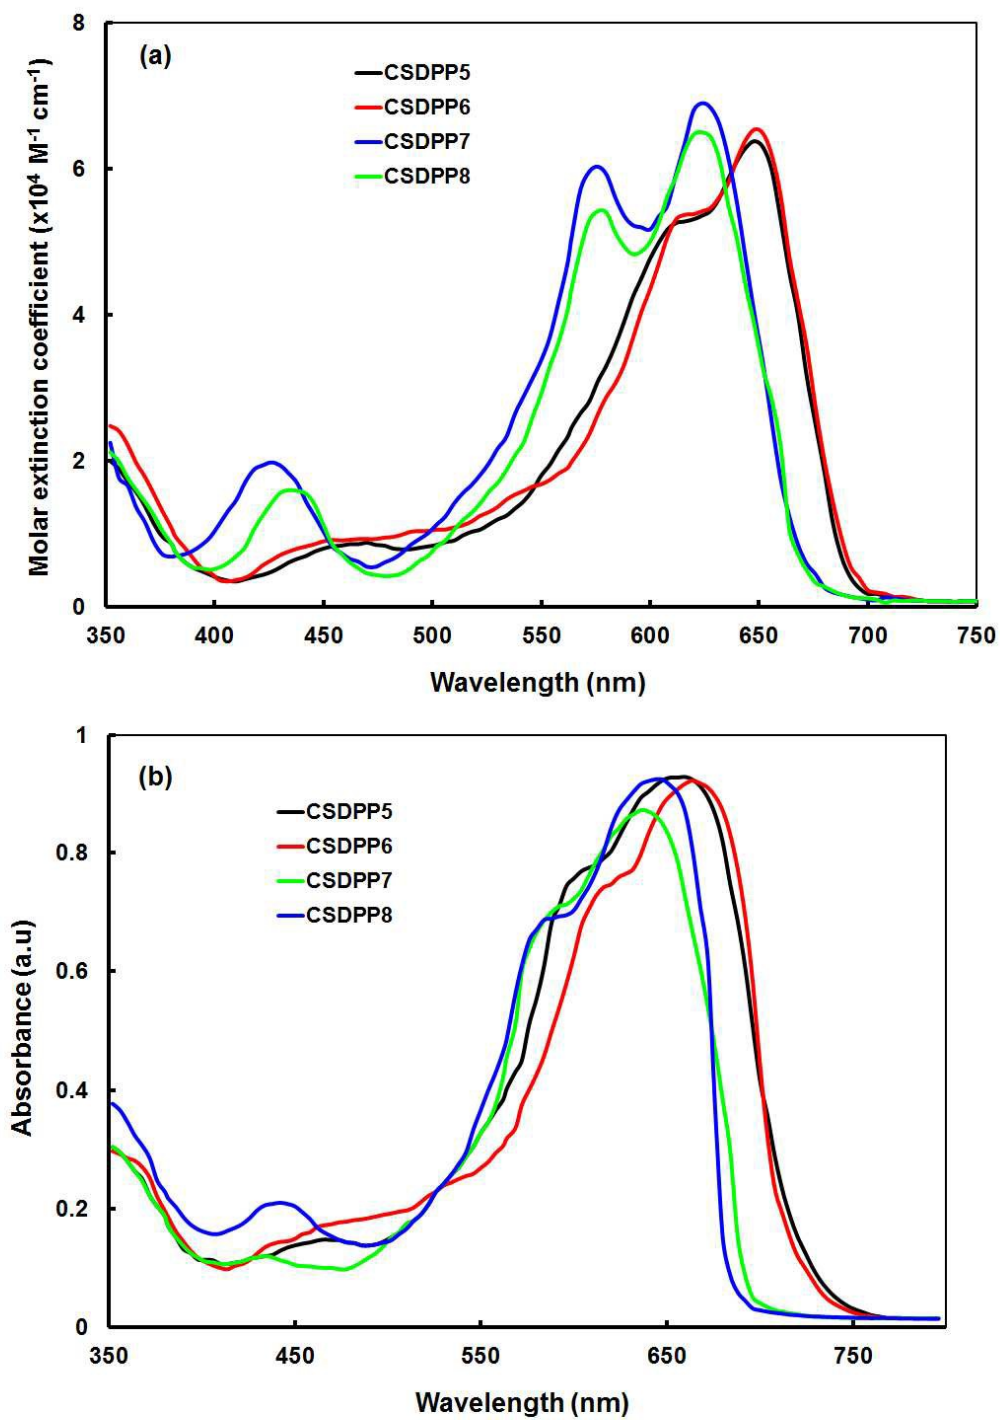 8
(a)
CSDPP5
CSDPP6
CSDPP7
CSDPP8
6
4
2
0
Molar extinction coefficient (x10⁴ M⁻¹ cm⁻¹)
350 400 450 500 550 600 650 700 750
Wavelength (nm)
1
(b)
CSDPP5
CSDPP6
CSDPP7
CSDPP8
0.8
0.6
0.4
0.2
0
Absorbance (a.u)
350 450 550 650 750
Wavelength (nm)